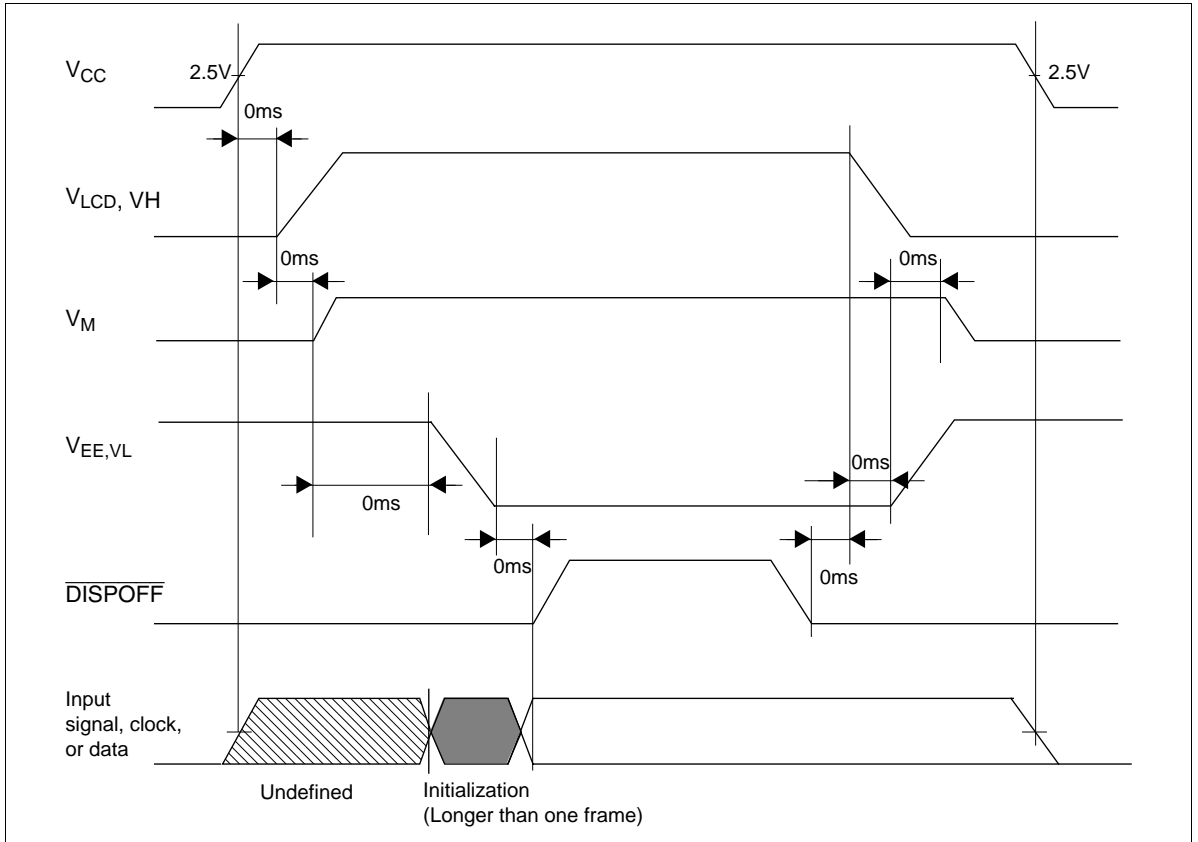 VCC
2.5V
2.5V
0ms
VLCD, VH
0ms
0ms
VM
VEE,VL
0ms
0ms
0ms
0ms
DISPOFF
Input
signal, clock,
or data
Undefined
Initialization
(Longer than one frame)